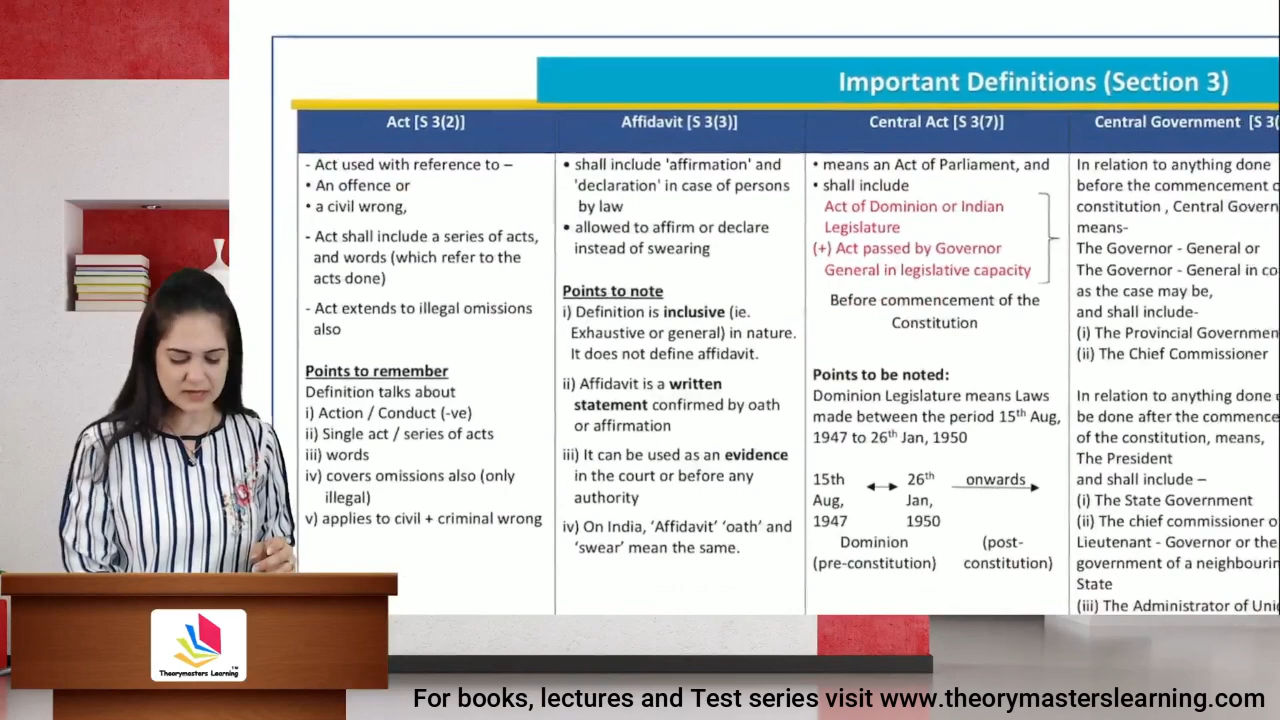 Important Definitions (Section 3)
Act [S 3(2)]
- Act used with reference to –
• An offence or
• a civil wrong,
- Act shall include a series of acts,
and words (which refer to the
acts done)
- Act extends to illegal omissions
also
Points to remember
Definition talks about
i) Action / Conduct (-ve)
ii) Single act / series of acts
iii) words
iv) covers omissions also (only
illegal)
v) applies to civil + criminal wrong
Affidavit [S 3(3)]
• shall include 'affirmation' and
'declaration' in case of persons
by law
• allowed to affirm or declare
instead of swearing
Points to note
i) Definition is inclusive (ie.
Exhaustive or general) in nature.
It does not define affidavit.
ii) Affidavit is a written
statement confirmed by oath
or affirmation
iii) It can be used as an evidence
in the court or before any
authority
iv) On India, ‘Affidavit’ ‘oath’ and
‘swear’ mean the same.
Central Act [S 3(7)]
• means an Act of Parliament, and
• shall include
Act of Dominion or Indian
Legislature
(+) Act passed by Governor
General in legislative capacity
Before commencement of the
Constitution
Points to be noted:
Dominion Legislature means Laws
made between the period 15th Aug,
1947 to 26th Jan, 1950
15th 26th onwards
Aug, Jan,
1947 1950
Dominion (post-
(pre-constitution) constitution)
Central Government [S 3(
In relation to anything done
before the commencement
constitution , Central Govern
means-
The Governor - General or
The Governor - General in co
as the case may be,
and shall include-
(i) The Provincial Governmen
(ii) The Chief Commissioner
In relation to anything done
be done after the commence
of the constitution, means,
The President
and shall include –
(i) The State Government
(ii) The chief commissioner o
Lieutenant - Governor or the
government of a neighbourin
State
(iii) The Administrator of Uni
Theorymasters Learning™
For books, lectures and Test series visit www.theorymasterslearning.com